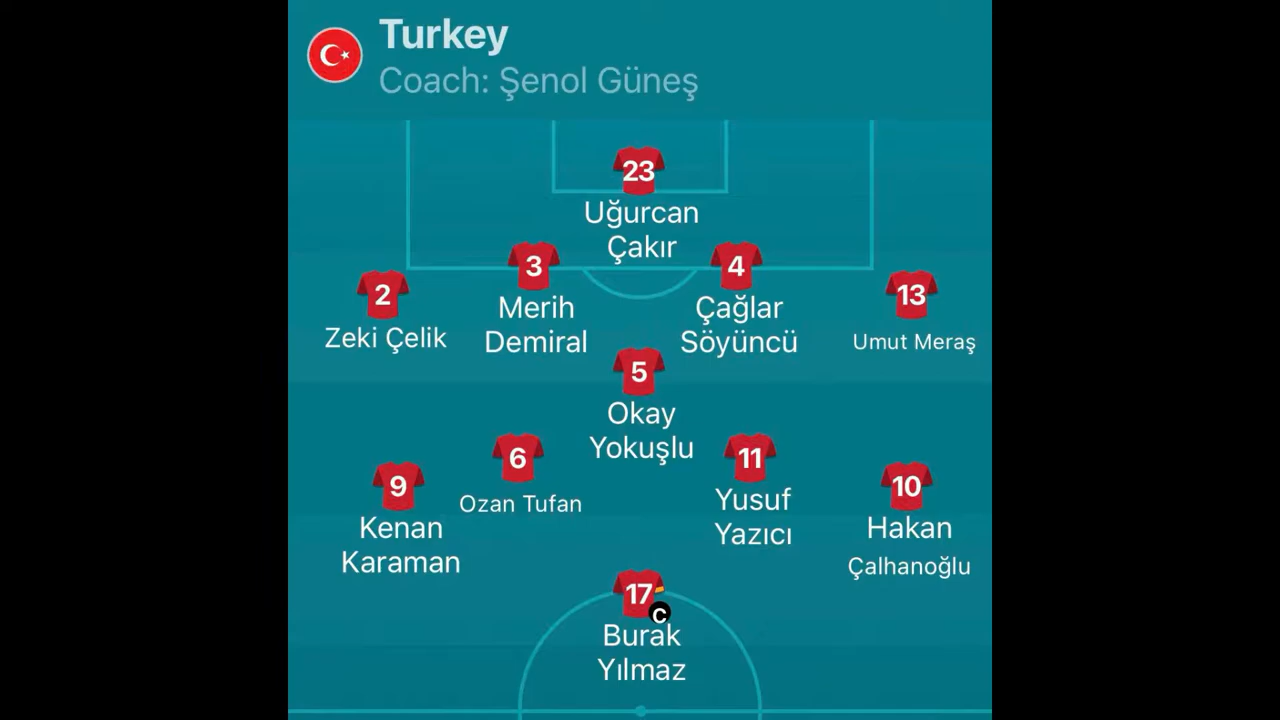 Turkey
Coach: Şenol Güneş
23
Uğurcan
Çakır
3
Merih
Demiral
4
Çağlar
Söyüncü
2
Zeki Çelik
13
Umut Meraş
5
Okay
Yokuşlu
6
Ozan Tufan
11
Yusuf
Yazıcı
9
Kenan
Karaman
10
Hakan
Çalhanoğlu
17
C
Burak
Yılmaz